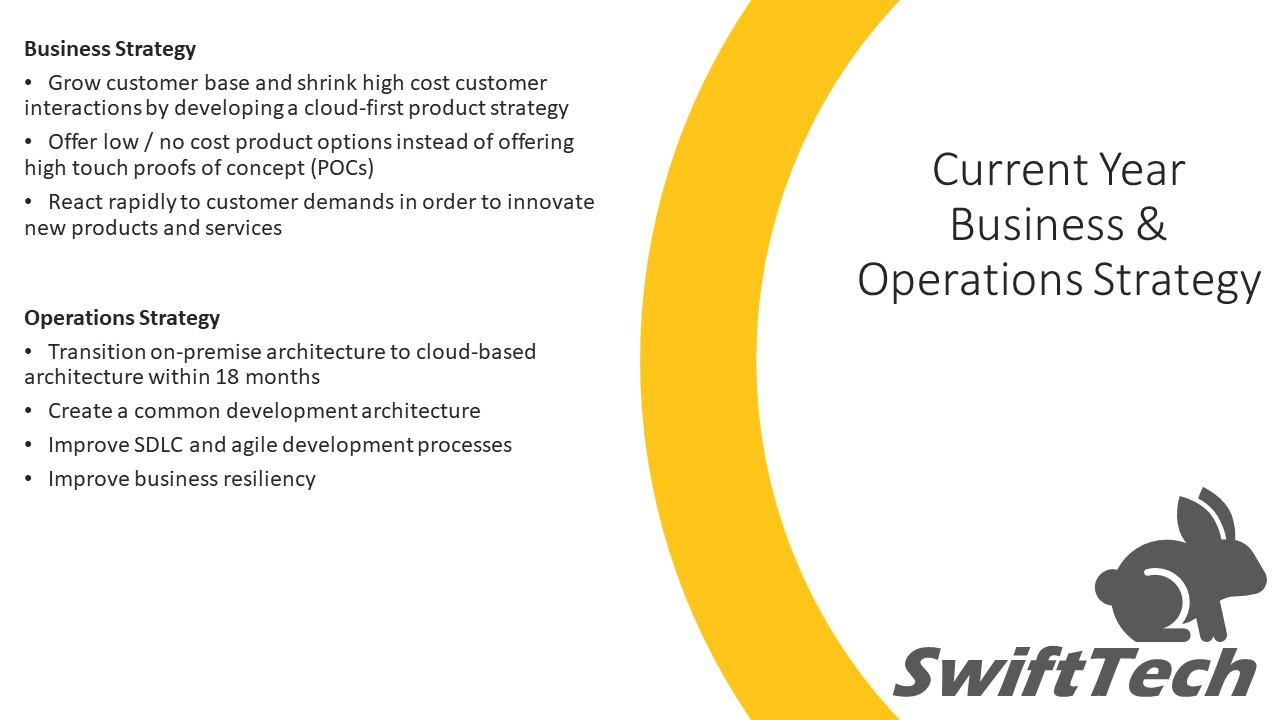 Business Strategy
• Grow customer base and shrink high cost customer
interactions by developing a cloud-first product strategy
• Offer low / no cost product options instead of offering
high touch proofs of concept (POCs)
• React rapidly to customer demands in order to innovate
new products and services
Operations Strategy
• Transition on-premise architecture to cloud-based
architecture within 18 months
• Create a common development architecture
• Improve SDLC and agile development processes
• Improve business resiliency
Current Year
Business &
Operations Strategy
SwiftTech